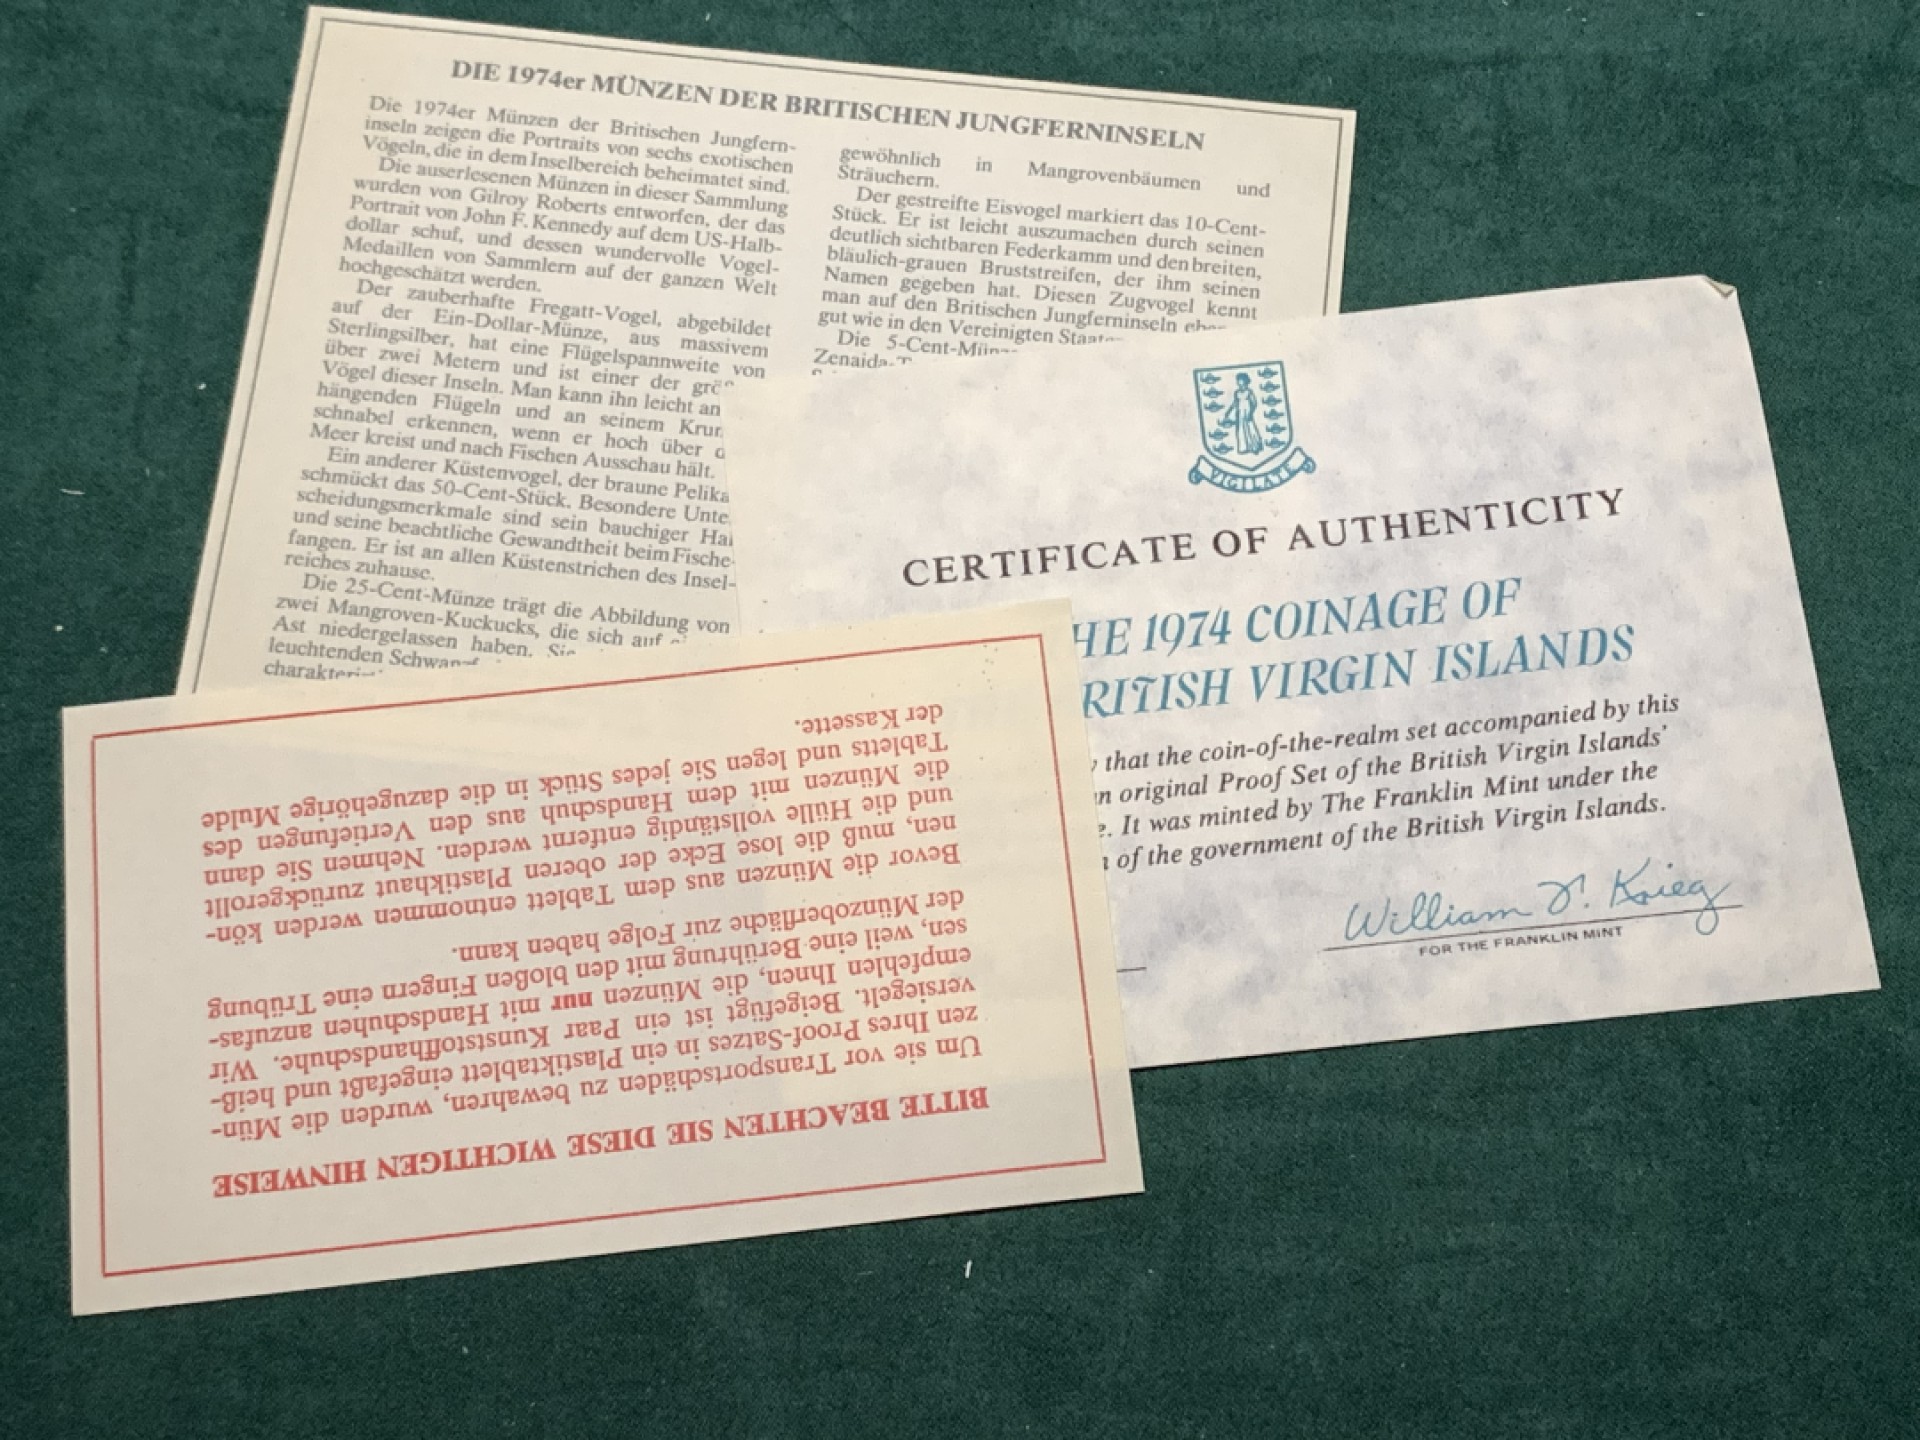 DIE 1974er MÜNZEN DER BRITISCHEN JUNGFERNINSELN
Die 1974er Münzen der Britischen Jungfern-
inseln zeigen die Portraits von sechs exotischen
Vögeln, die in dem Inselbereich beheimatet sind.
Die auserlesenen Münzen in dieser Sammlung
wurden von Gilroy Roberts entworfen, der das
Portrait von John F. Kennedy auf dem US-Halb-
dollar schuf, und dessen wundervolle Vogel-
Medaillen von Sammlern auf der ganzen Welt
hochgeschätzt werden.
Der zauberhafte Fregatt-Vogel, abgebildet
auf der Ein-Dollar-Münze, aus massivem
Sterlingsilber, hat eine Flügelspannweite von
über zwei Metern und ist einer der
Vögel dieser Inseln. Man kann ihn leicht an
hängenden Flügeln und an seinem
schnabel erkennen, wenn er hoch über
Meer kreist und nach Fischen Ausschau hält.
Ein anderer Küstenvogel, der braune
schmückt das 50-Cent-Stück. Besondere
scheidungsmerkmale sind sein bauchiger
und seine beachtliche Gewandtheit beim Fische-
fangen. Er ist an allen Küstenstrichen des Insel-
reiches zuhause.
Die 25-Cent-Münze trägt die Abbildung von
zwei Mangroven-Kuckucks, die sich auf
Ast niedergelassen haben.
leuchtenden
gewöhnlich in Mangrovenbäumen und
Sträuchern.
Der gestreifte Eisvogel markiert das 10-Cent-
Stück. Er ist leicht auszumachen durch seinen
deutlich sichtbaren Federkamm und den breiten,
bläulich-grauen Bruststreifen, der ihm seinen
Namen gegeben hat. Diesen Zugvogel kennt
man auf den Britischen Jungferninseln
gut wie in den Vereinigten
Die 5-Cent-
VIGILATE
CERTIFICATE OF AUTHENTICITY
HE 1974 COINAGE OF
RITISH VIRGIN ISLANDS
that the coin-of-the-realm set accompanied by this
n original Proof Set of the British Virgin Islands'
e. It was minted by The Franklin Mint under the
of the government of the British Virgin Islands.
William T. Krieg
FOR THE FRANKLIN MINT
BITTE BEACHTEN SIE DIESE WICHTIGEN HINWEISE
Um sie vor Transportschäden zu bewahren, wurden die Mün-
zen Ihres Proof-Satzes in ein Plastiktablett eingefaßt und heiß-
versiegelt. Beigefügt ist ein Paar Kunststoffhandschuhe. Wir
empfehlen Ihnen, die Münzen nur mit Handschuhen anzufas-
sen, weil eine Berührung mit den bloßen Fingern eine Trübung
der Münzoberfläche zur Folge haben kann.
Bevor die Münzen aus dem Tablett entnommen werden kön-
nen, muß die lose Ecke der oberen Plastikhaut zurückgerollt
und die Hülle vollständig entfernt werden. Nehmen Sie dann
die Münzen mit dem Handschuh aus den Vertiefungen des
Tabletts und legen Sie jedes Stück in die dazugehörige Mulde
der Kassette.